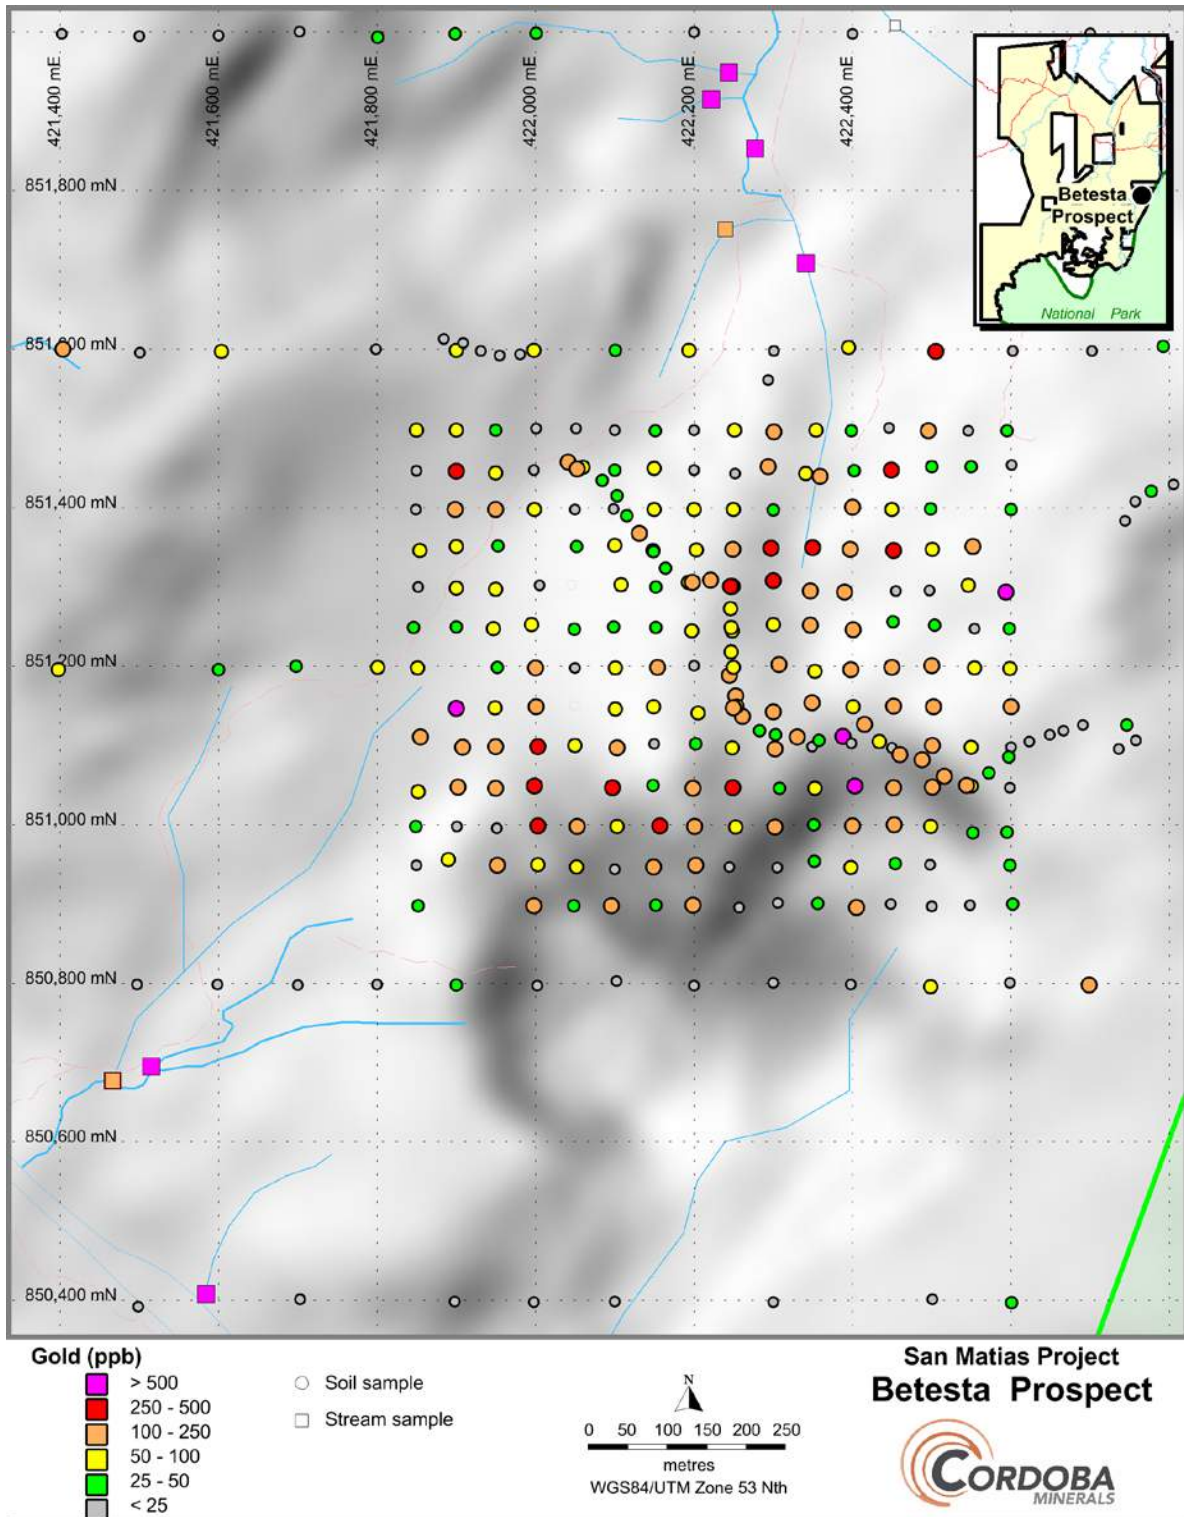 421,400 mE
421,600 mE
421,800 mE
422,000 mE
422,200 mE
422,400 mE
Betesta
Prospect
National Park
851,800 mN
851,600 mN
851,400 mN
851,200 mN
851,000 mN
850,800 mN
850,600 mN
850,400 mN
Gold (ppb)
> 500
250 - 500
100 - 250
50 - 100
25 - 50
< 25
Soil sample
Stream sample
N
0 50 100 150 200 250
metres
WGS84/UTM Zone 53 Nth
San Matias Project
Betesta Prospect
CORDOBA
MINERALS